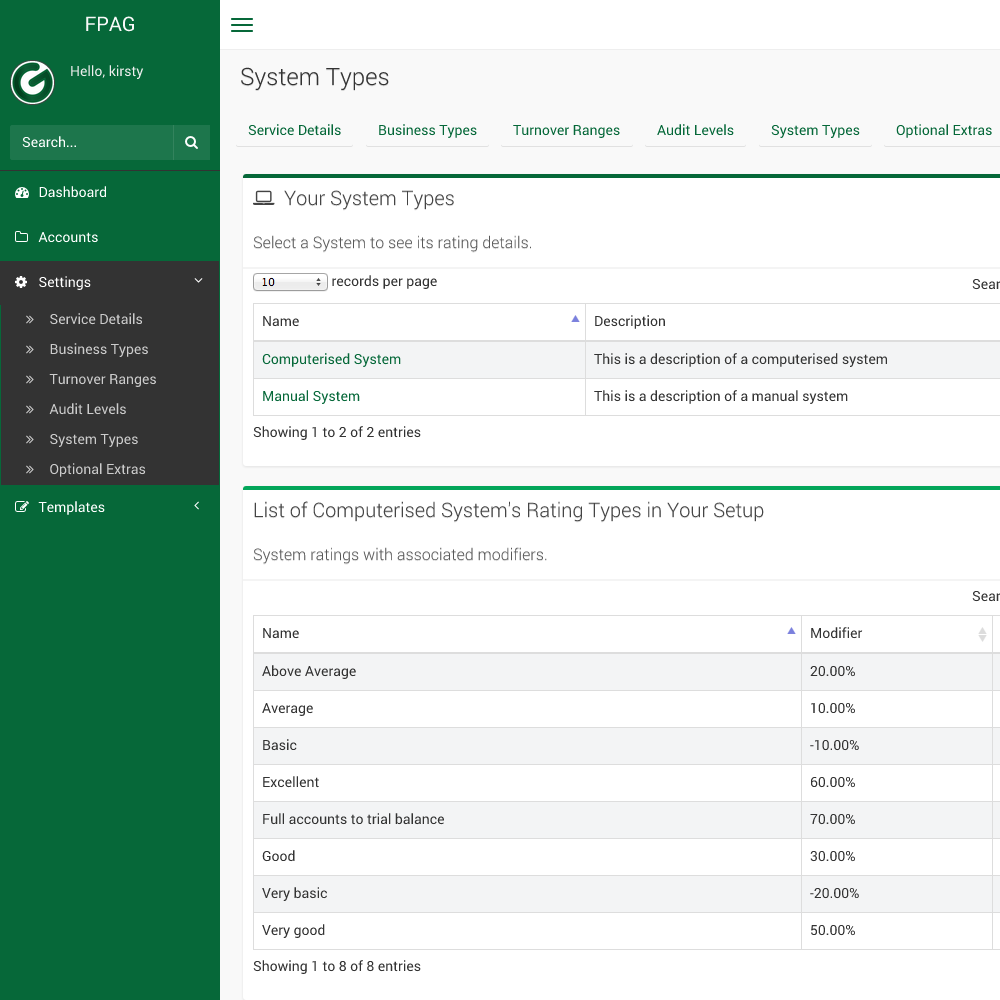 FPAG
Hello, kirsty
Search...
Dashboard
Accounts
Settings
Service Details
Business Types
Turnover Ranges
Audit Levels
System Types
Optional Extras
Templates
System Types
Service Details Business Types Turnover Ranges Audit Levels System Types Optional Extras
Your System Types
Select a System to see its rating details.
10 records per page Sear
Name Description
Computerised System This is a description of a computerised system
Manual System This is a description of a manual system
Showing 1 to 2 of 2 entries
List of Computerised System's Rating Types in Your Setup
System ratings with associated modifiers.
Sear
Name Modifier
Above Average 20.00%
Average 10.00%
Basic -10.00%
Excellent 60.00%
Full accounts to trial balance 70.00%
Good 30.00%
Very basic -20.00%
Very good 50.00%
Showing 1 to 8 of 8 entries